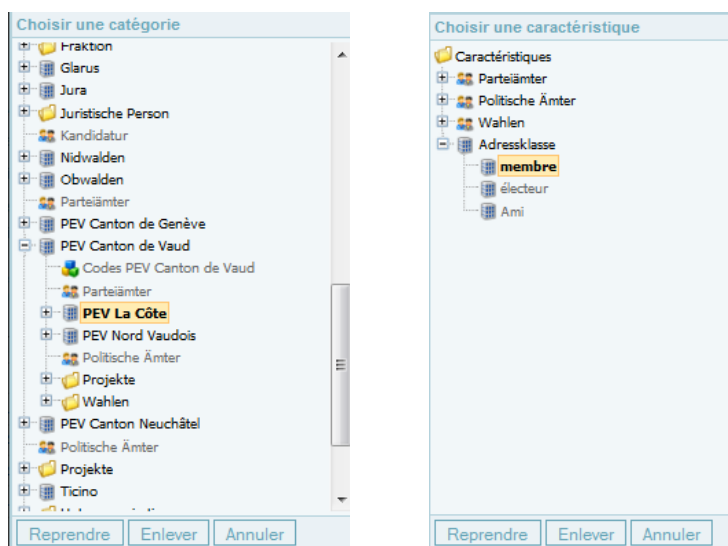 Choisir une catégorie
Fraktion
Glarus
Jura
Juristische Person
Kandidatur
Nidwalden
Obwalden
Parteiämter
PEV Canton de Genève
PEV Canton de Vaud
Codes PEV Canton de Vaud
Parteiämter
PEV La Côte
PEV Nord Vaudois
Politische Ämter
Projekte
Wahlen
PEV Canton Neuchâtel
Politische Ämter
Projekte
Ticino
Reprendre Enlever Annuler
Choisir une caractéristique
Caractéristiques
Parteiämter
Politische Ämter
Wahlen
Adressklasse
membre
électeur
Ami
Reprendre Enlever Annuler